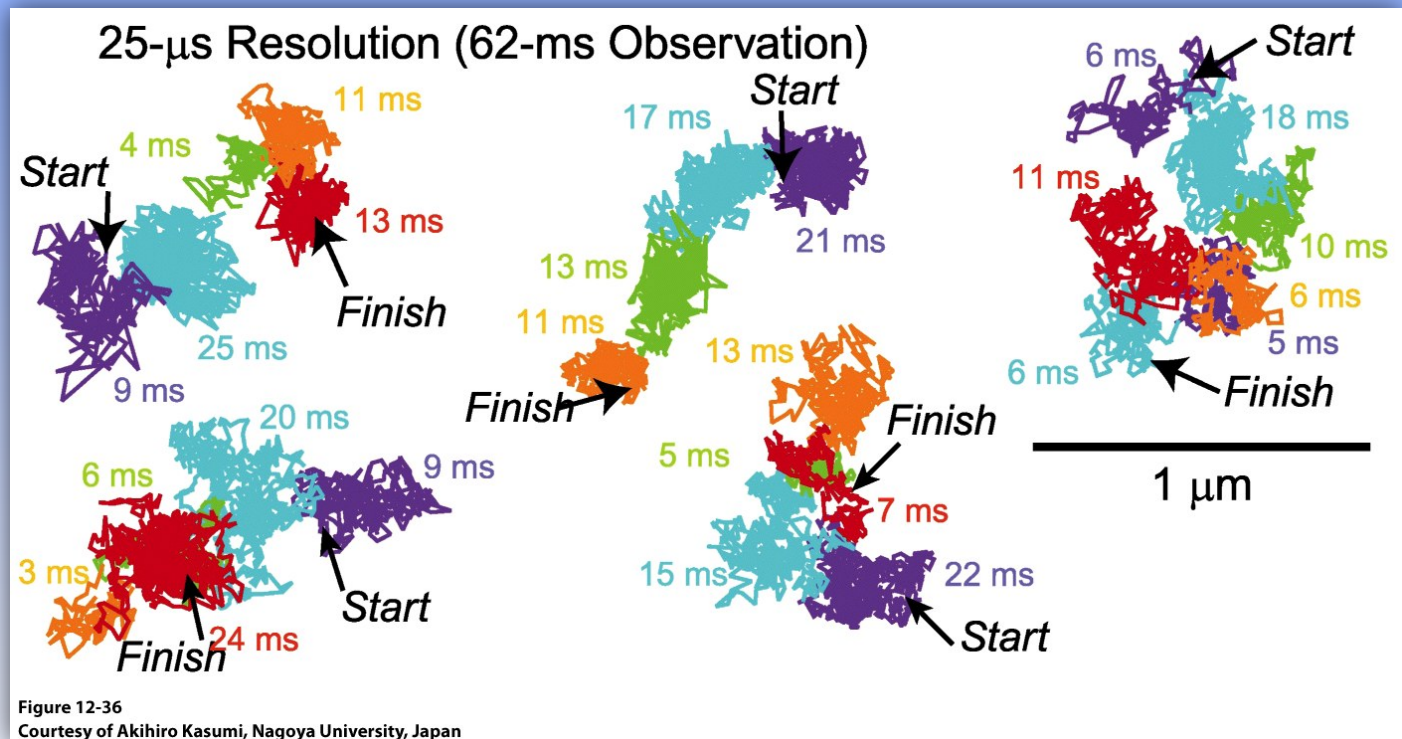 25-μs Resolution (62-ms Observation)
11 ms
4 ms
Start
13 ms
Finish
25 ms
9 ms
17 ms
Start
21 ms
13 ms
11 ms
Finish
6 ms
Start
18 ms
11 ms
10 ms
6 ms
5 ms
6 ms
Finish
1 μm
20 ms
6 ms
9 ms
3 ms
Start
24 ms
Finish
13 ms
Finish
5 ms
7 ms
15 ms
22 ms
Start
Figure 12-36
Courtesy of Akihiro Kasumi, Nagoya University, Japan